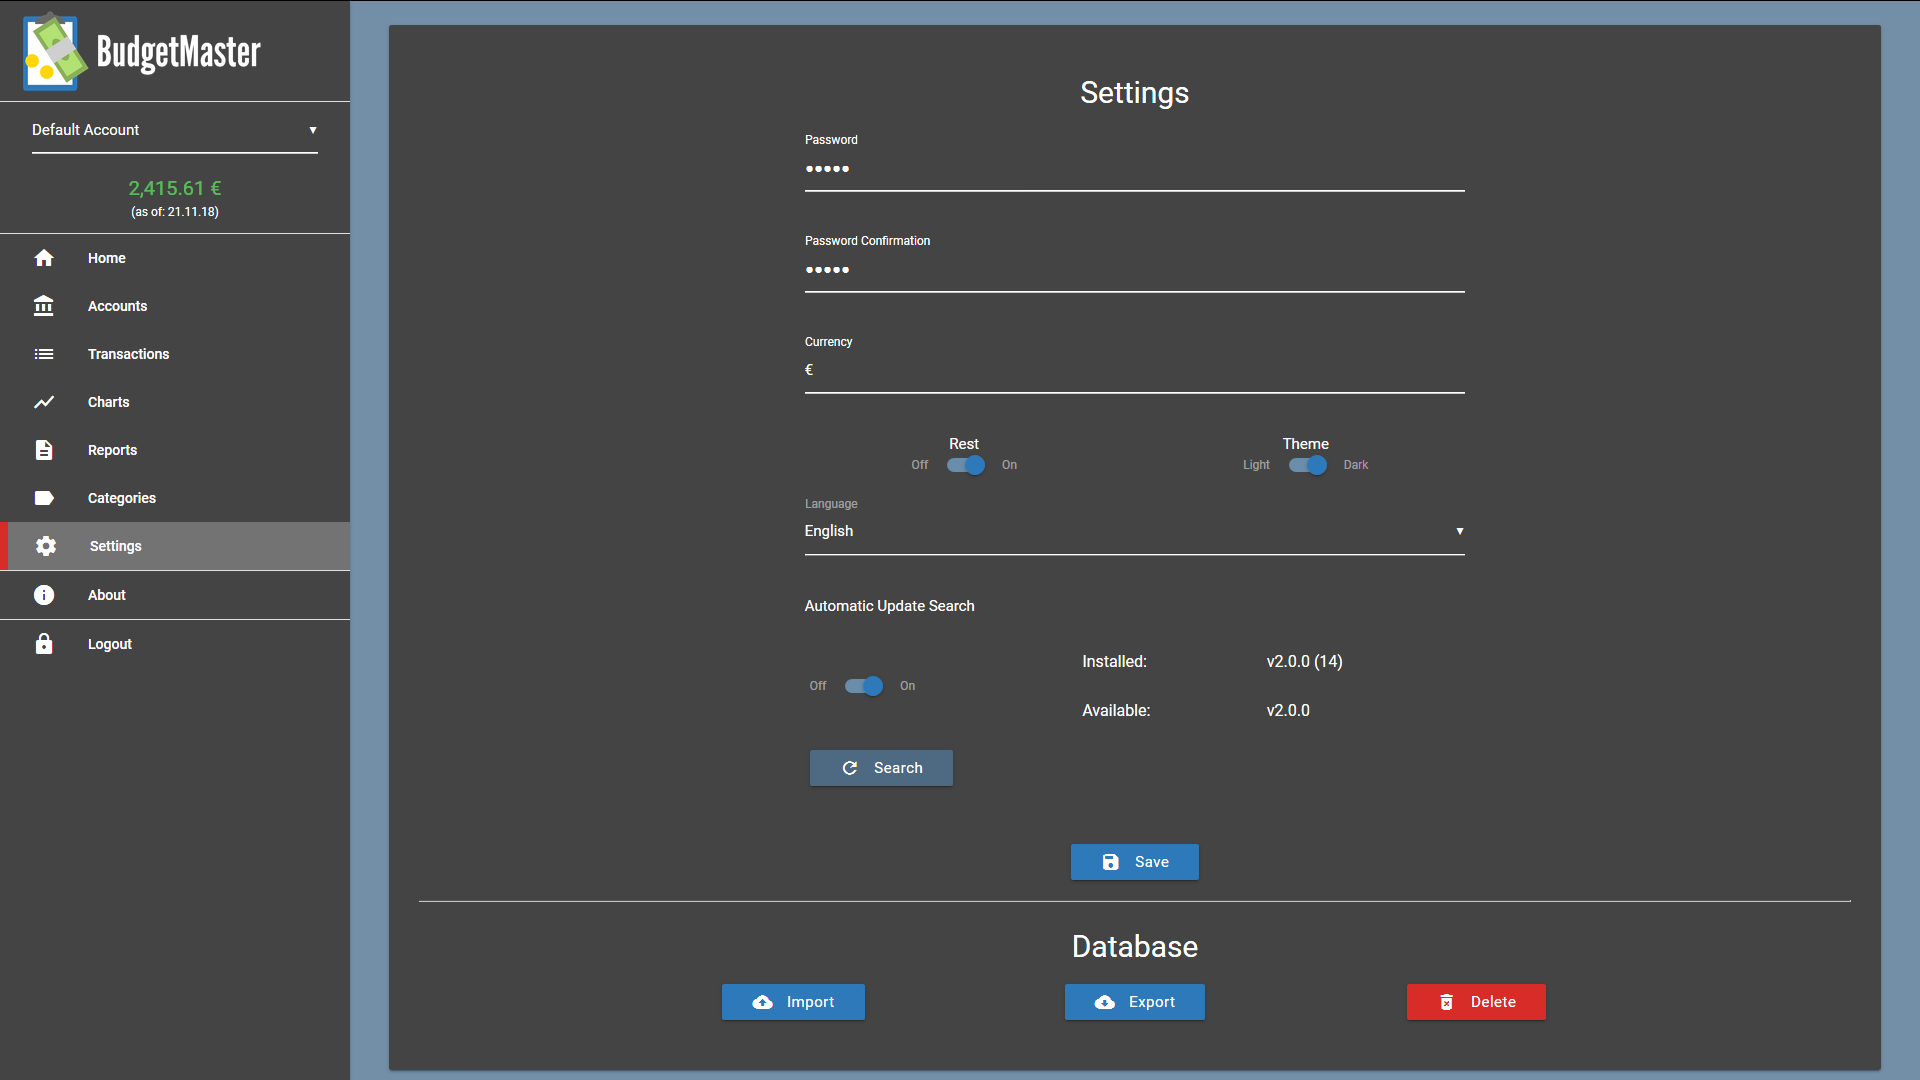 BudgetMaster
Default Account
2,415.61 €
(as of: 21.11.18)
Home
Accounts
Transactions
Charts
Reports
Categories
Settings
About
Logout
Settings
Password
•••••
Password Confirmation
•••••
Currency
€
Rest
Off On
Theme
Light Dark
Language
English
Automatic Update Search
Off On
Installed: v2.0.0 (14)
Available: v2.0.0
Search
Save
Database
Import
Export
Delete